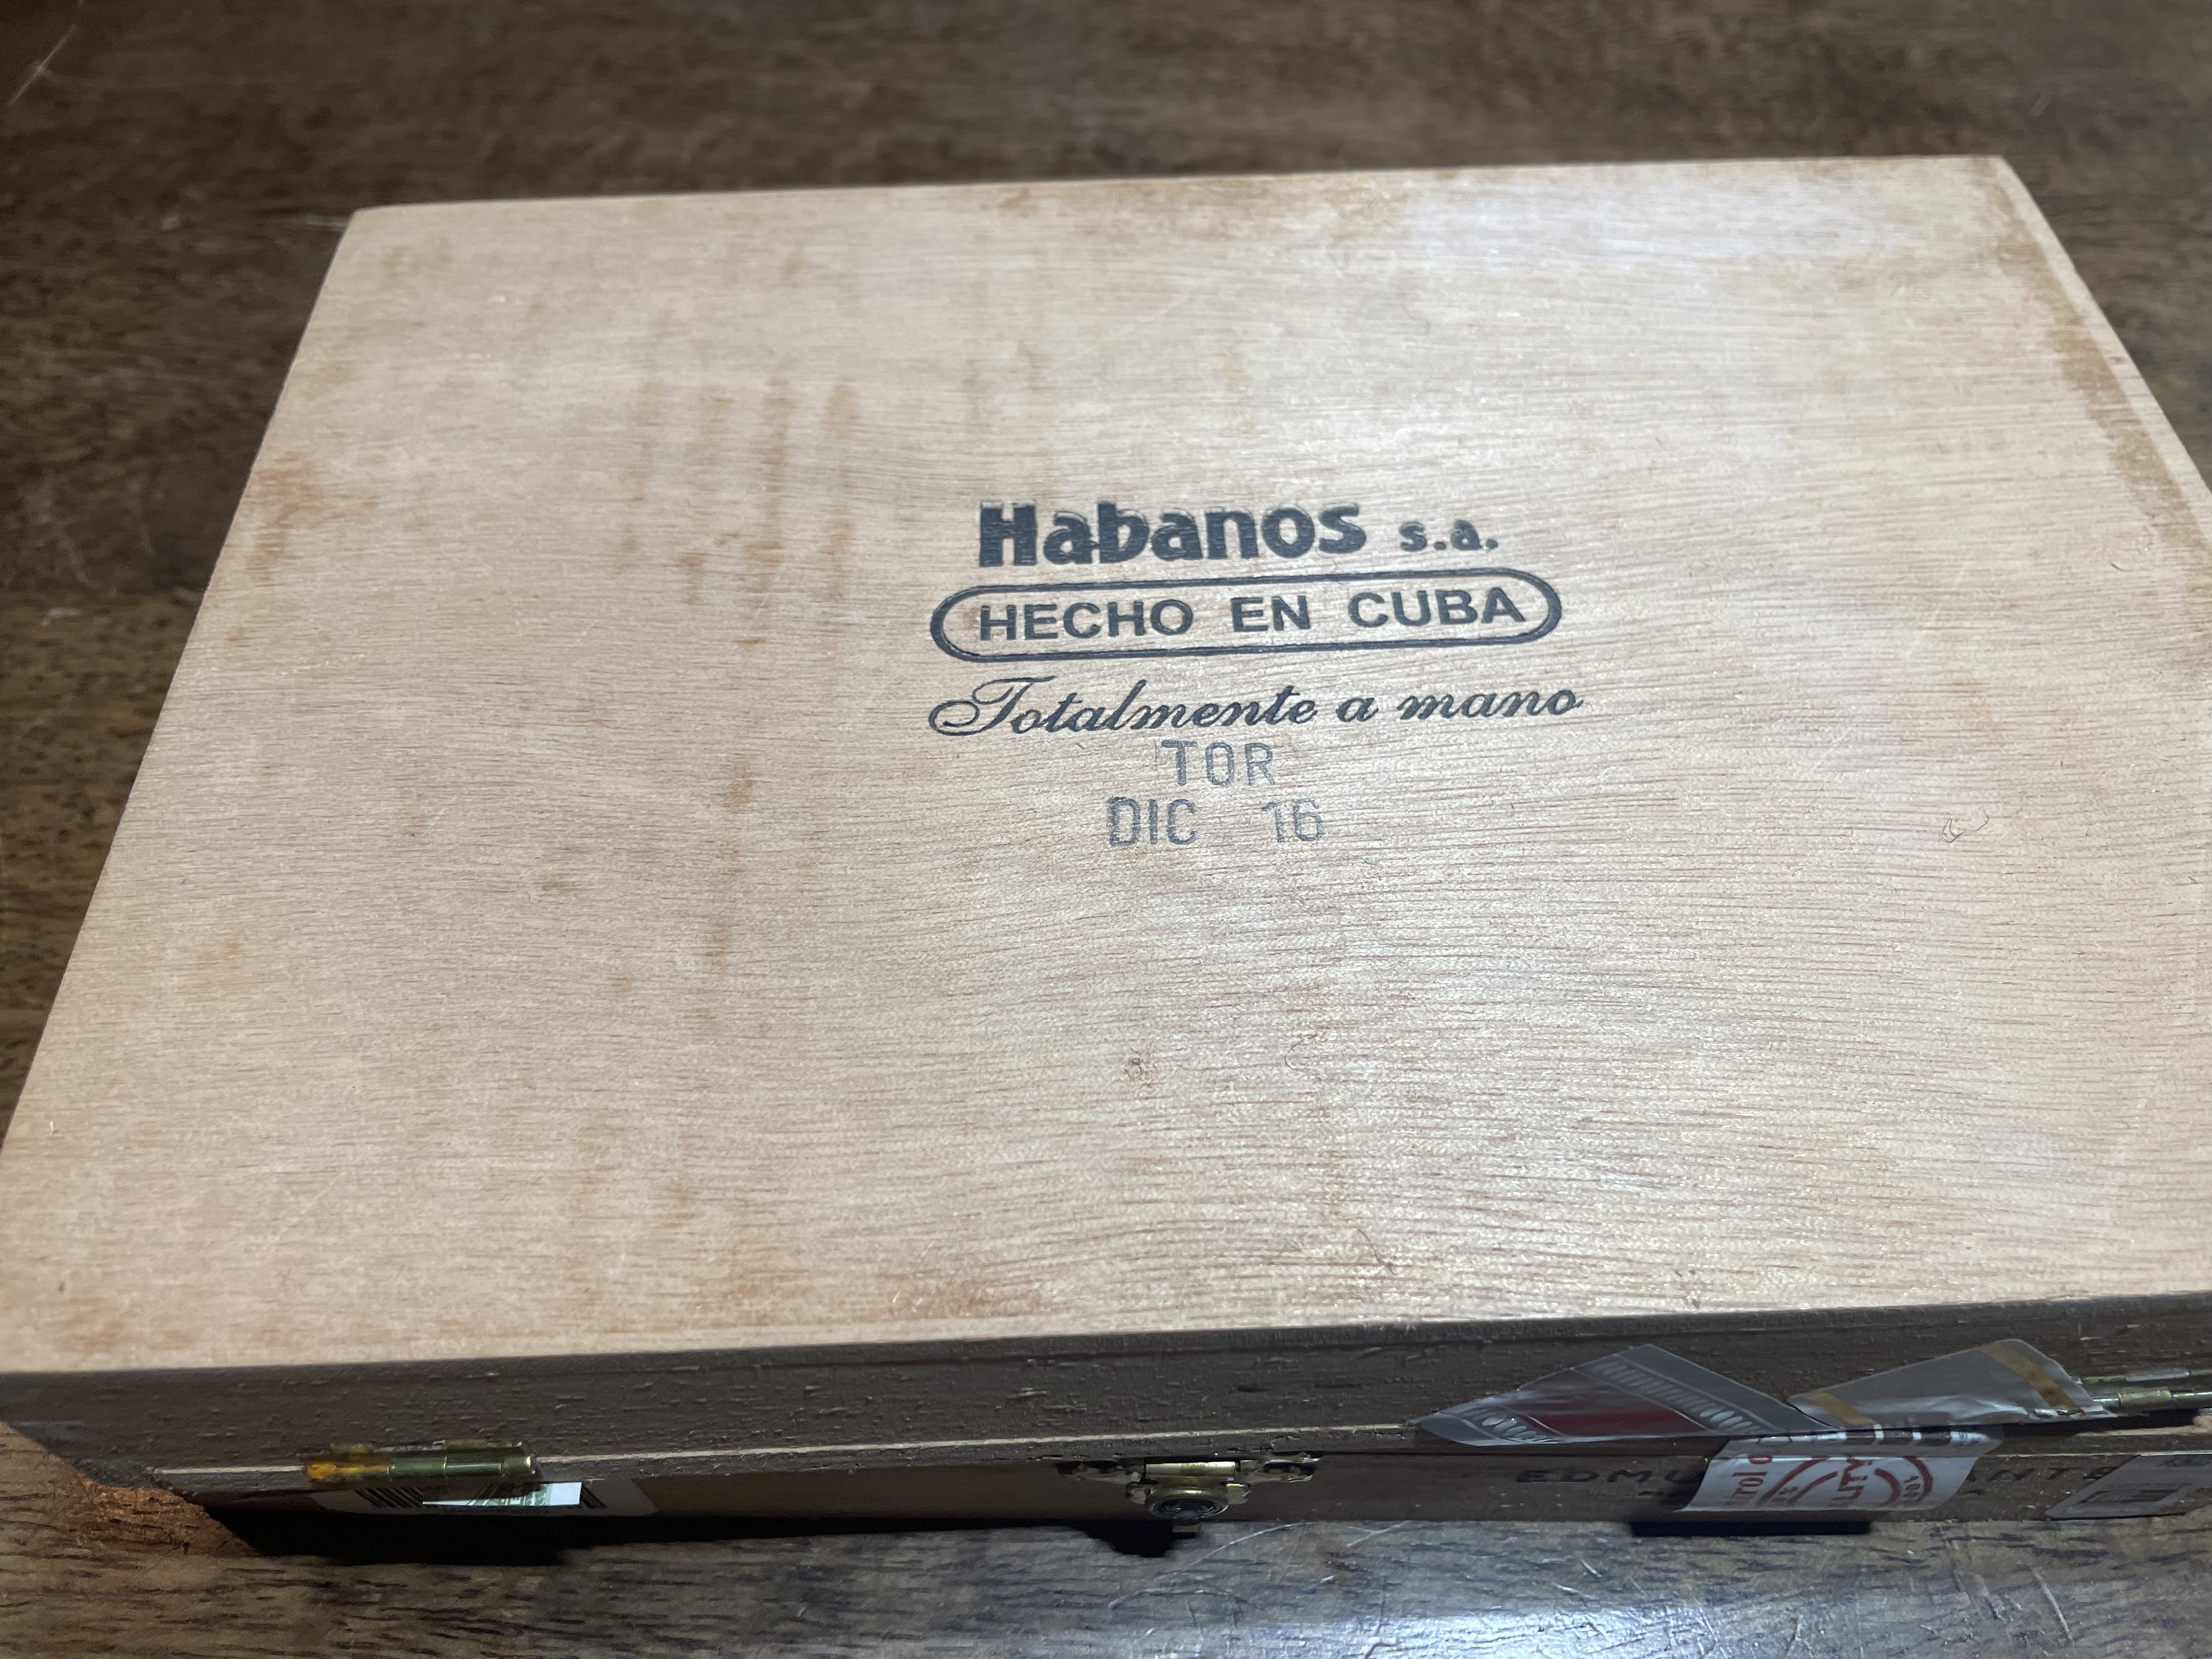 Habanos s.a.
HECHO EN CUBA
Totalmente a mano
TOR
DIC 16